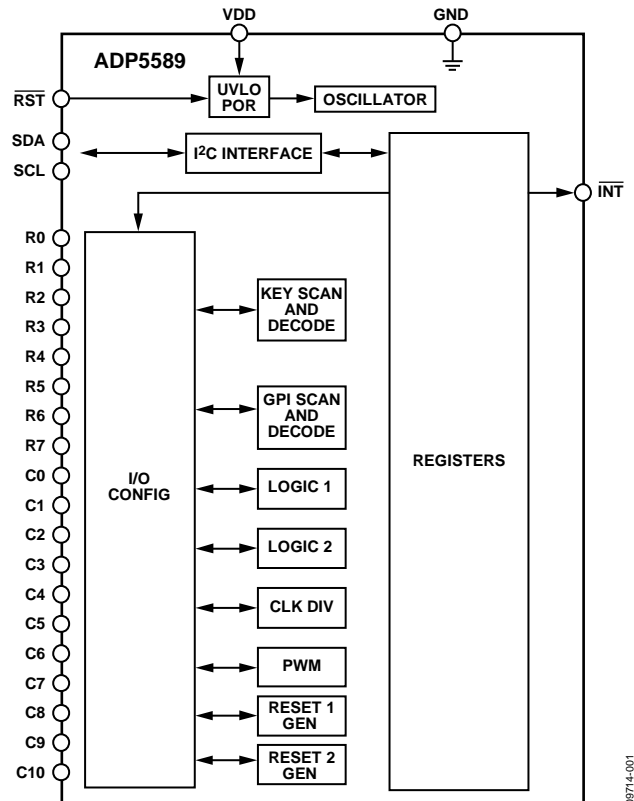 VDD
GND
ADP5589
RST
UVLO
POR
OSCILLATOR
SDA
SCL
I²C INTERFACE
INT
R0
R1
R2
R3
R4
R5
R6
R7
C0
C1
C2
C3
C4
C5
C6
C7
C8
C9
C10
I/O
CONFIG
KEY SCAN
AND
DECODE
GPI SCAN
AND
DECODE
LOGIC 1
LOGIC 2
CLK DIV
PWM
RESET 1
GEN
RESET 2
GEN
REGISTERS
09714-001